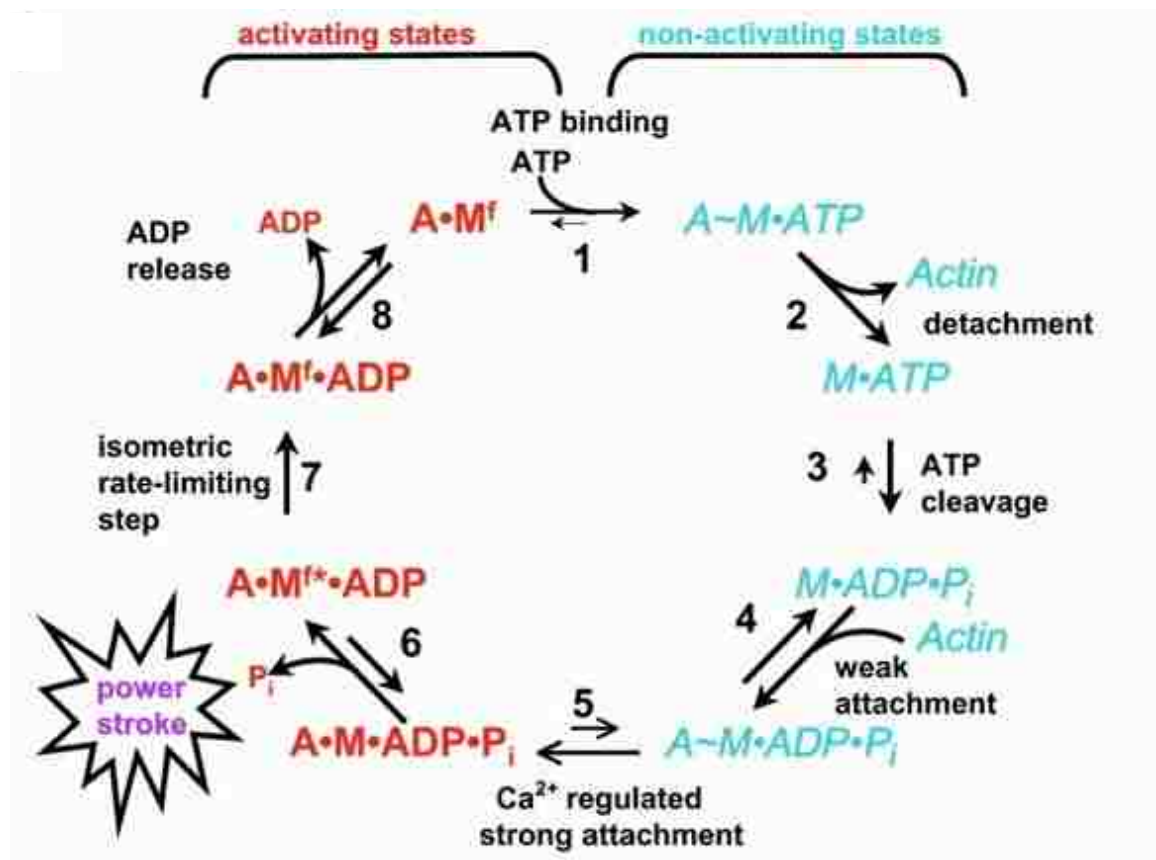 activating states
non-activating states
ATP binding
ATP
ADP
release
ADP
A•Mᶠ
1
A~M•ATP
8
2
Actin
detachment
A•Mᶠ•ADP
M•ATP
isometric
rate-limiting
step
7
3
ATP
cleavage
A•Mᶠ*•ADP
M•ADP•Pᵢ
6
4
Actin
weak
attachment
power
stroke
Pᵢ
5
A•M•ADP•Pᵢ
A~M•ADP•Pᵢ
Ca²⁺ regulated
strong attachment